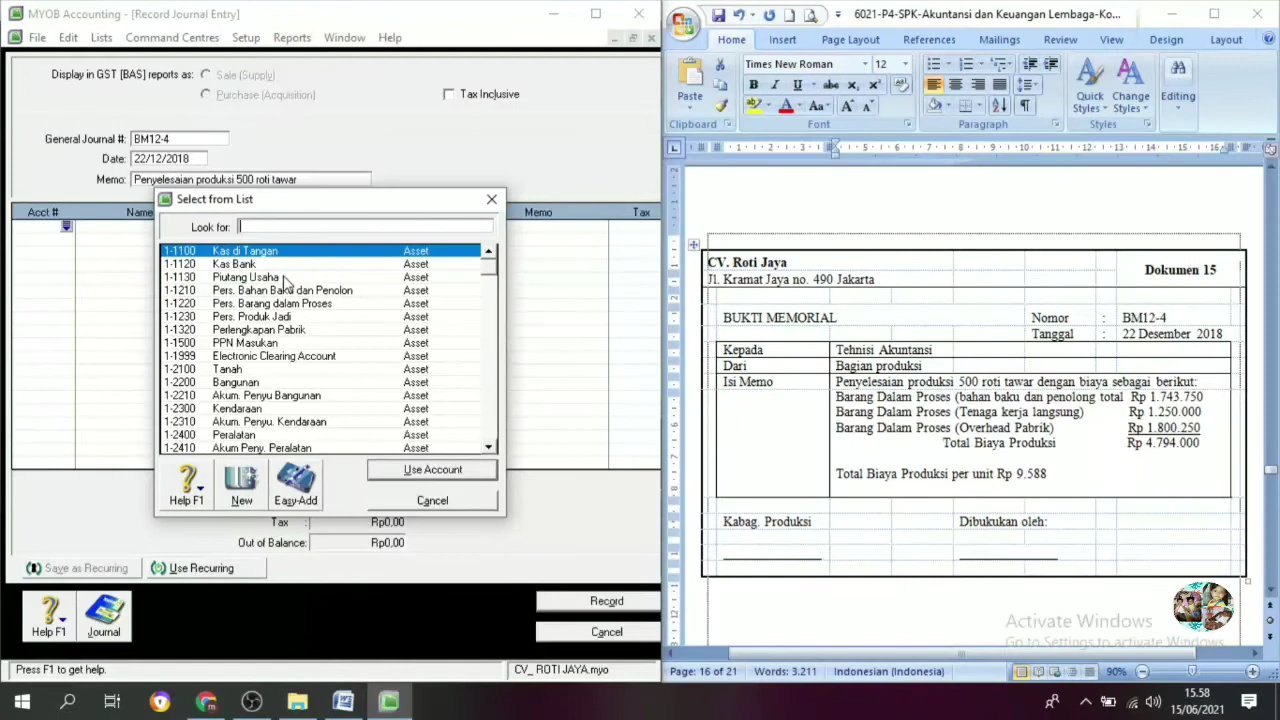 MYOB Accounting - [Record Journal Entry]
File Edit Lists Command Centres Setup Reports Window Help
Display in GST [BAS] reports as: Sale (Supply)
Purchase (Acquisition)
Tax Inclusive
General Journal #: BM12-4
Date: 22/12/2018
Memo: Penyelesaian produksi 500 roti tawar
Acct # Name Memo Tax
Select from List
Look for:
1-1100 Kas di Tangan Asset
1-1120 Kas Bank Asset
1-1130 Piutang Usaha Asset
1-1210 Pers. Bahan Baku dan Penolon Asset
1-1220 Pers. Barang dalam Proses Asset
1-1230 Pers. Produk Jadi Asset
1-1320 Perlengkapan Pabrik Asset
1-1500 PPN Masukan Asset
1-1999 Electronic Clearing Account Asset
1-2100 Tanah Asset
1-2200 Bangunan Asset
1-2210 Akum. Penyu Bangunan Asset
1-2300 Kendaraan Asset
1-2310 Akum. Penyu. Kendaraan Asset
1-2400 Peralatan Asset
1-2410 Akum Peny. Peralatan Asset
Help F1 New Easy-Add
Use Account
Cancel
Tax : Rp0,00
Out of Balance: Rp0,00
Save as Recurring Use Recurring
Help F1 Journal
Record
Cancel
Press F1 to get help. CV_ ROTI JAYA.myo
6021-P4-SPK-Akuntansi dan Keuangan Lembaga-Ko...
Home Insert Page Layout References Mailings Review View Design Layout
Paste
Times New Roman 12
Quick Styles Change Styles Editing
Clipboard Font Paragraph Styles
CV. Roti Jaya
Jl. Kramat Jaya no. 490 Jakarta
Dokumen 15
BUKTI MEMORIAL Nomor : BM12-4
Tanggal : 22 Desember 2018
Kepada Tehnisi Akuntansi
Dari Bagian produksi
Isi Memo Penyelesaian produksi 500 roti tawar dengan biaya sebagai berikut:
Barang Dalam Proses (bahan baku dan penolong total Rp 1.743.750
Barang Dalam Proses (Tenaga kerja langsung) Rp 1.250.000
Barang Dalam Proses (Overhead Pabrik) Rp 1.800.250
Total Biaya Produksi Rp 4.794.000
Total Biaya Produksi per unit Rp 9.588
Kabag. Produksi Dibukukan oleh:
Activate Windows
Go to Settings to activate Windows.
Page: 16 of 21 Words: 3.211 Indonesian (Indonesia) 90%
15.58
15/06/2021